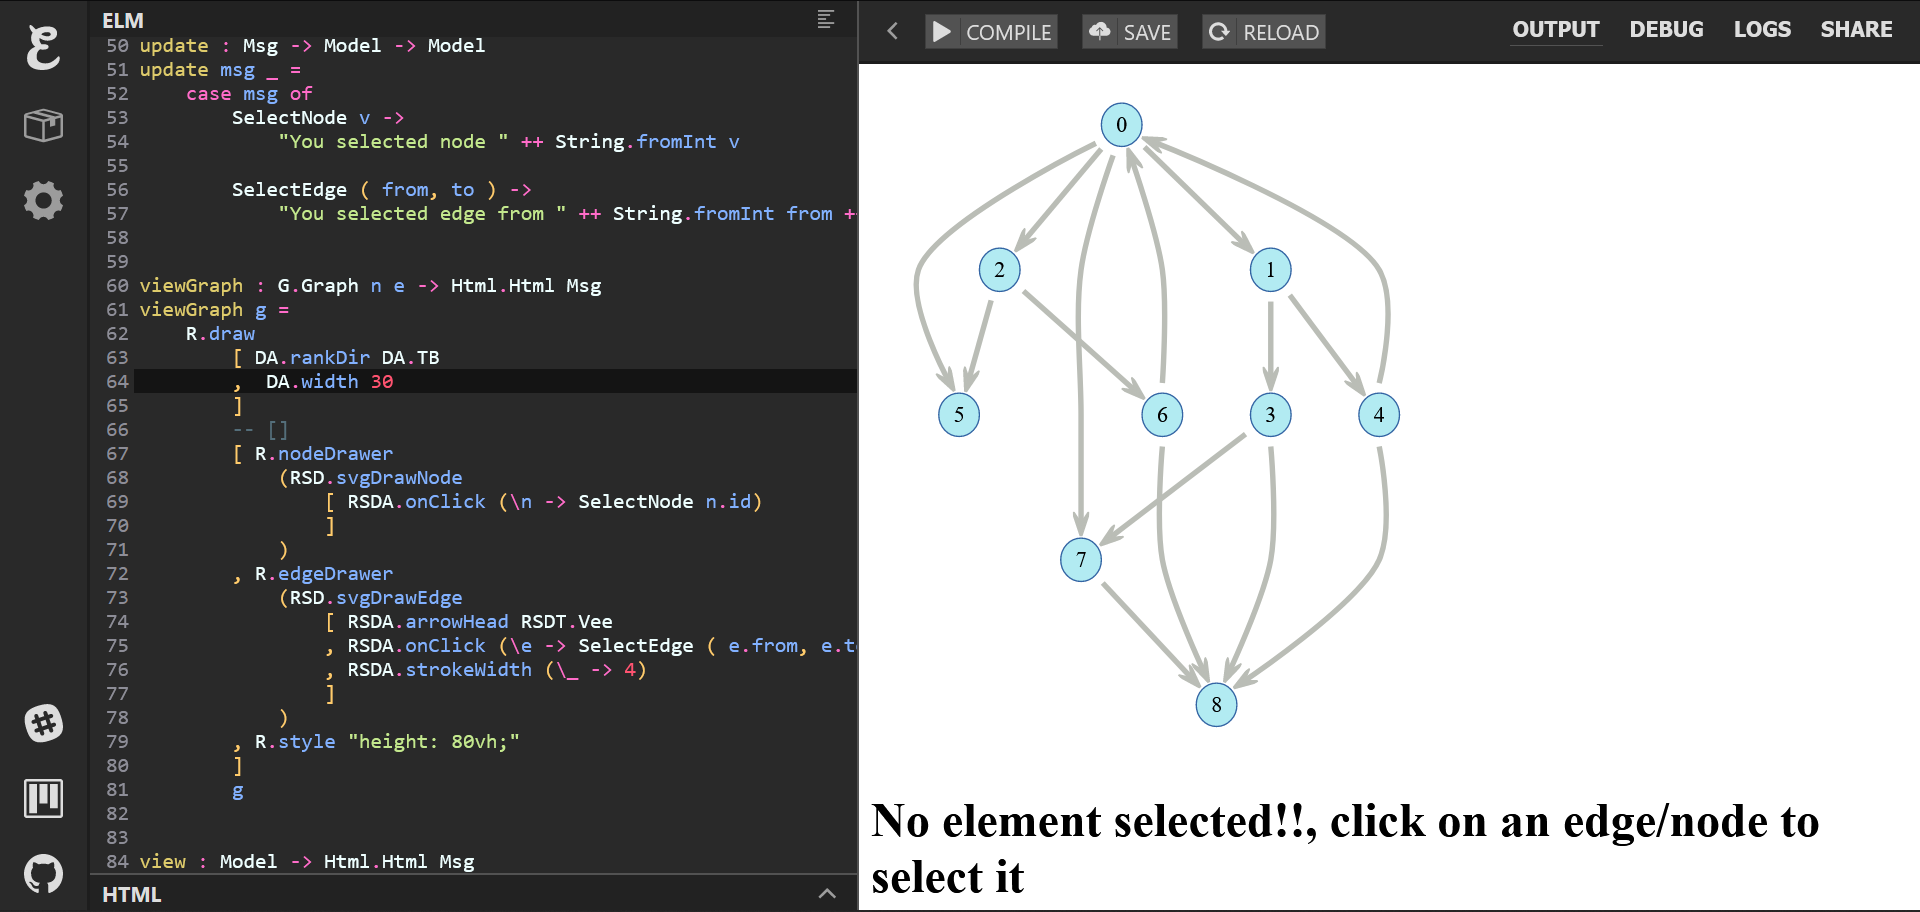 ELM
50 update : Msg -> Model -> Model
51 update msg _ =
52     case msg of
53         SelectNode v ->
54             "You selected node " ++ String.fromInt v
55
56         SelectEdge ( from, to ) ->
57             "You selected edge from " ++ String.fromInt from +
58
59
60 viewGraph : G.Graph n e -> Html.Html Msg
61 viewGraph g =
62     R.draw
63         [ DA.rankDir DA.TB
64         ,  DA.width 30
65         ]
66         -- []
67         [ R.nodeDrawer
68             (RSD.svgDrawNode
69                 [ RSDA.onClick (\n -> SelectNode n.id)
70                 ]
71             )
72         , R.edgeDrawer
73             (RSD.svgDrawEdge
74                 [ RSDA.arrowHead RSDT.Vee
75                 , RSDA.onClick (\e -> SelectEdge ( e.from, e.t
76                 , RSDA.strokeWidth (\_ -> 4)
77                 ]
78             )
79         , R.style "height: 80vh;"
80         ]
81         g
82
83
84 view : Model -> Html.Html Msg
HTML
COMPILE SAVE RELOAD OUTPUT DEBUG LOGS SHARE
0
2 1
5 6 3 4
7
8
No element selected!!, click on an edge/node to
select it